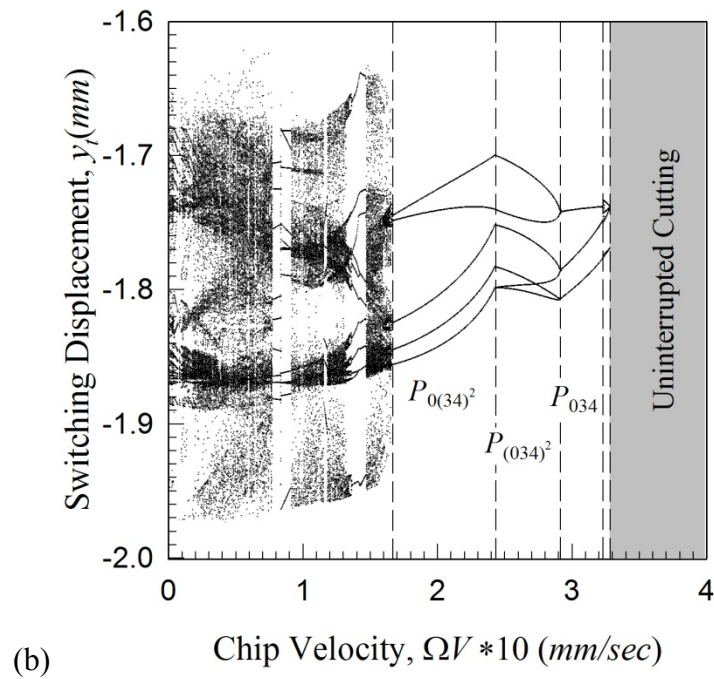 -1.6
-1.7
-1.8
-1.9
-2.0
Switching Displacement, y_t(mm)
P_{0(34)^2}
P_{(034)^2}
P_{034}
Uninterrupted Cutting
0 1 2 3 4
Chip Velocity, ΩV *10 (mm/sec)
(b)